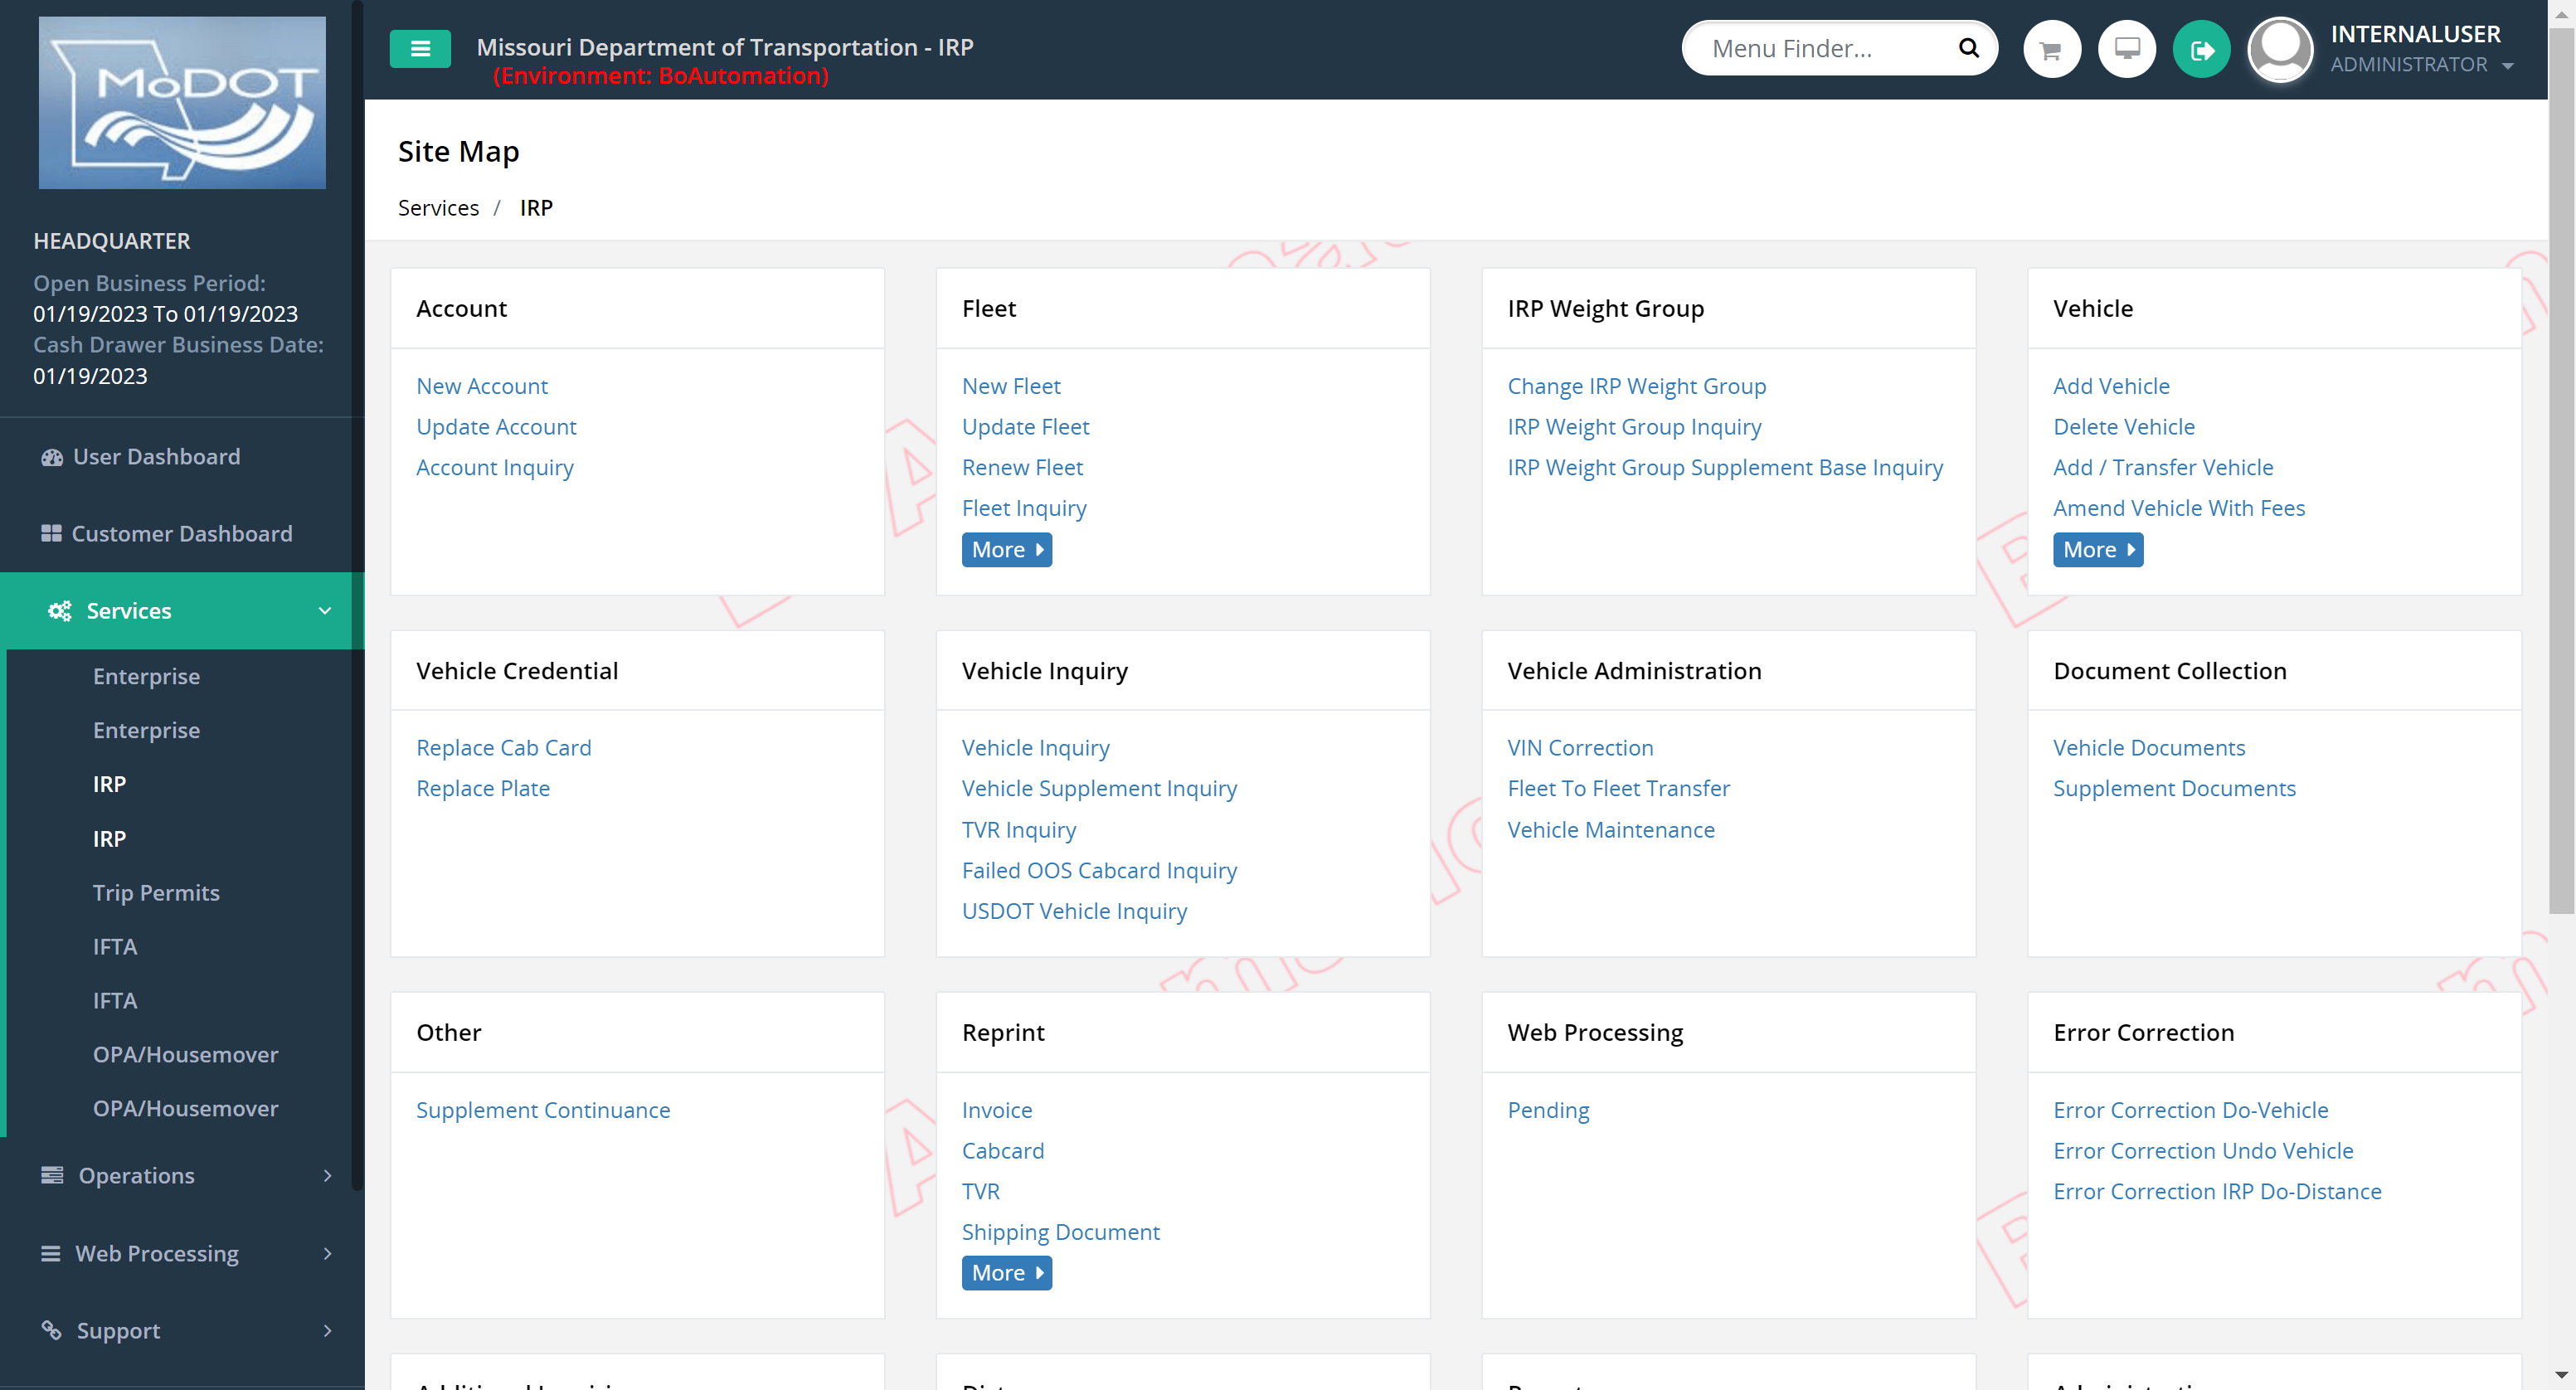 MoDOT
HEADQUARTER
Open Business Period:
01/19/2023 To 01/19/2023
Cash Drawer Business Date:
01/19/2023
User Dashboard
Customer Dashboard
Services
Enterprise
Enterprise
IRP
IRP
Trip Permits
IFTA
IFTA
OPA/Housemover
OPA/Housemover
Operations
Web Processing
Support
Missouri Department of Transportation - IRP
(Environment: BoAutomation)
Menu Finder...
INTERNALUSER
ADMINISTRATOR
Site Map
Services / IRP
Account
New Account
Update Account
Account Inquiry
Fleet
New Fleet
Update Fleet
Renew Fleet
Fleet Inquiry
More
IRP Weight Group
Change IRP Weight Group
IRP Weight Group Inquiry
IRP Weight Group Supplement Base Inquiry
Vehicle
Add Vehicle
Delete Vehicle
Add / Transfer Vehicle
Amend Vehicle With Fees
More
Vehicle Credential
Replace Cab Card
Replace Plate
Vehicle Inquiry
Vehicle Inquiry
Vehicle Supplement Inquiry
TVR Inquiry
Failed OOS Cabcard Inquiry
USDOT Vehicle Inquiry
Vehicle Administration
VIN Correction
Fleet To Fleet Transfer
Vehicle Maintenance
Document Collection
Vehicle Documents
Supplement Documents
Other
Supplement Continuance
Reprint
Invoice
Cabcard
TVR
Shipping Document
More
Web Processing
Pending
Error Correction
Error Correction Do-Vehicle
Error Correction Undo Vehicle
Error Correction IRP Do-Distance